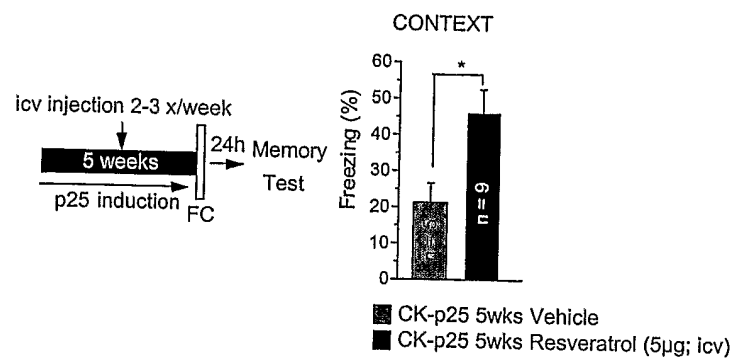 CONTEXT
icv injection 2-3 x/week
5 weeks
p25 induction
FC
24h Memory
Test
Freezing (%)
60
50
40
30
20
10
0
*
n = 9
CK-p25 5wks Vehicle
CK-p25 5wks Resveratrol (5µg; icv)